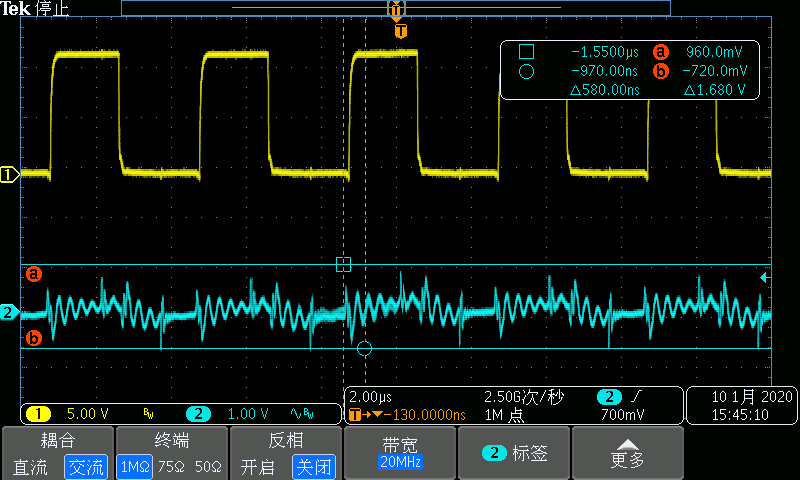 Tek 停止
T
T
−1.5500µs a 960.0mV
−970.00ns b −720.0mV
△580.00ns △1.680 V
1
a
2
b
1 5.00 V BW 2 1.00 V ∿BW
2.00µs 2.50G次/秒 2
T→▼−130.0000ns 1M 点 700mV
10 1月 2020
15:45:10
耦合
直流 交流
终端
1MΩ 75Ω 50Ω
反相
开启 关闭
带宽
20MHz
2 标签
更多